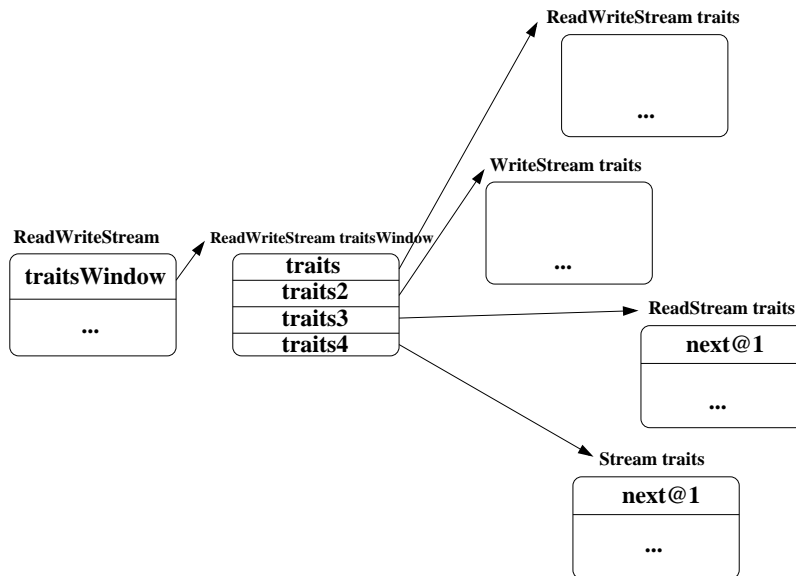 ReadWriteStream traits
...
WriteStream traits
...
ReadWriteStream
traitsWindow
...
ReadWriteStream traitsWindow
traits
traits2
traits3
traits4
ReadStream traits
next@1
...
Stream traits
next@1
...